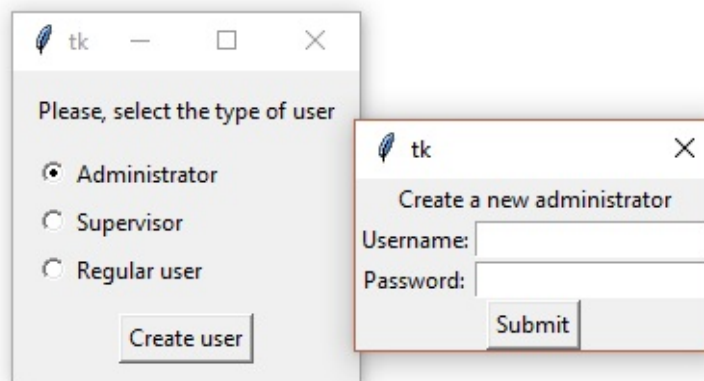 tk
Please, select the type of user
Administrator
Supervisor
Regular user
Create user
tk
Create a new administrator
Username:
Password:
Submit